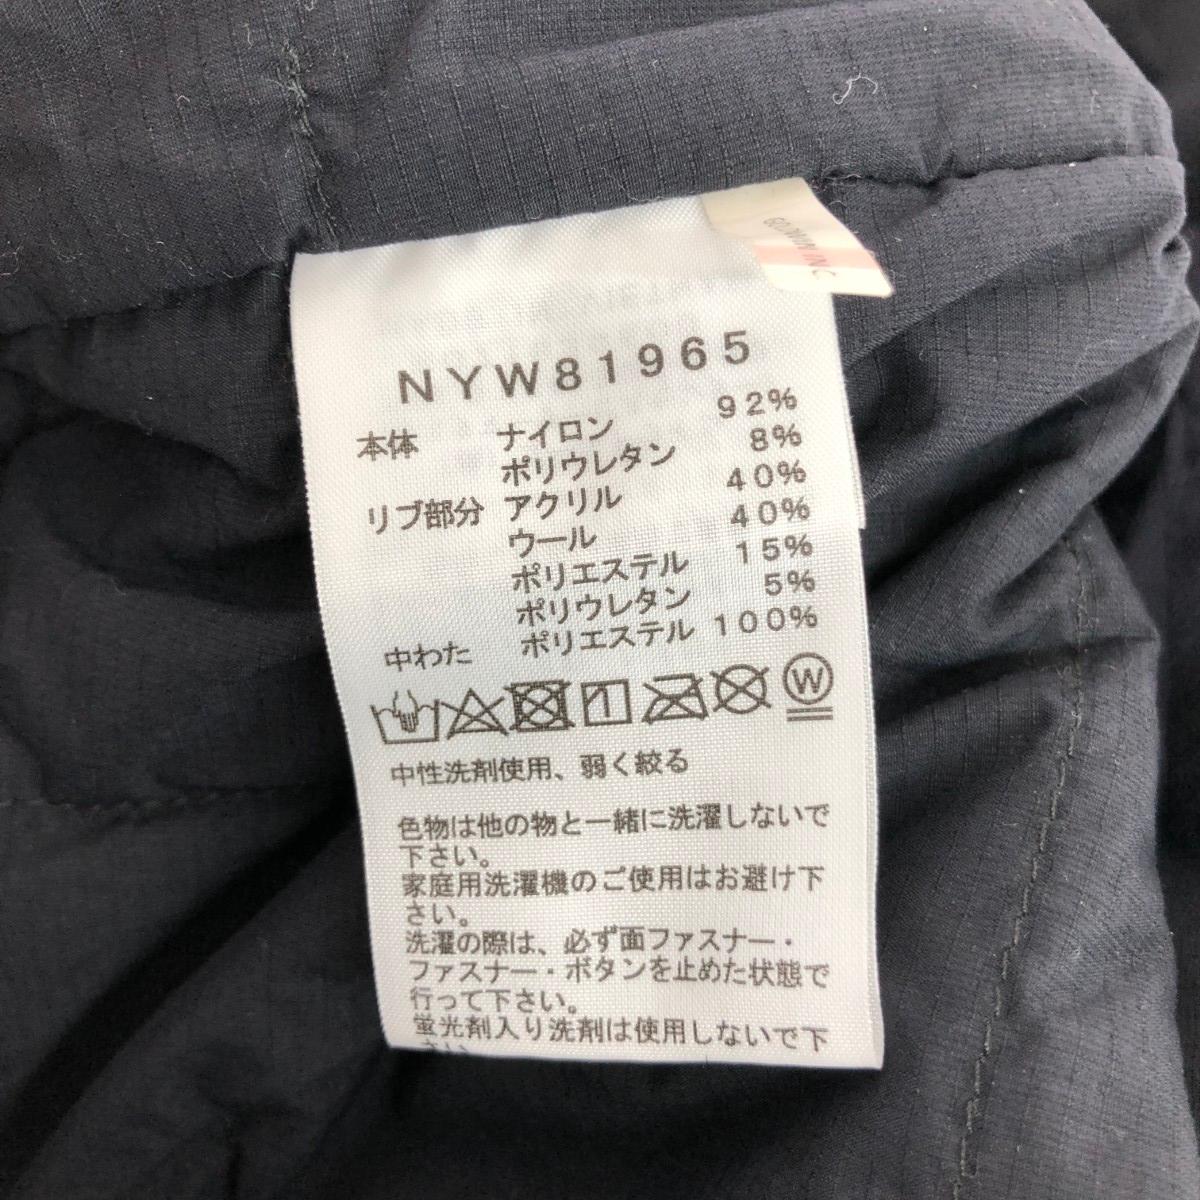 GOLDWIN INC
NYW81965
本体 ナイロン 92%
ポリウレタン 8%
リブ部分 アクリル 40%
ウール 40%
ポリエステル 15%
ポリウレタン 5%
中わた ポリエステル 100%
W
中性洗剤使用、弱く絞る
色物は他の物と一緒に洗濯しないで
下さい。
家庭用洗濯機のご使用はお避け下
さい。
洗濯の際は、必ず面ファスナー・
ファスナー・ボタンを止めた状態で
行って下さい。
蛍光剤入り洗剤は使用しないで下
さい。